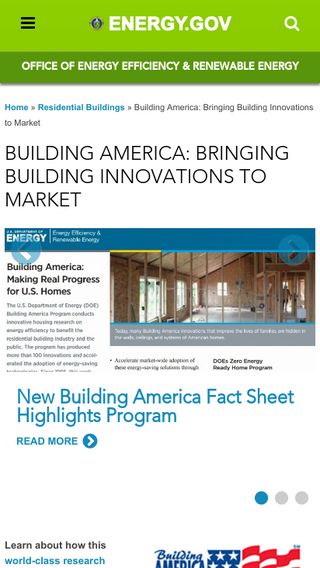 ENERGY.GOV
OFFICE OF ENERGY EFFICIENCY & RENEWABLE ENERGY
Home » Residential Buildings » Building America: Bringing Building Innovations
to Market
BUILDING AMERICA: BRINGING
BUILDING INNOVATIONS TO
MARKET
U.S. DEPARTMENT OF
ENERGY
Energy Efficiency &
Renewable Energy
Building America:
Making Real Progress
for U.S. Homes
The U.S. Department of Energy (DOE)
Building America Program conducts
innovative housing research on
energy efficiency to benefit the
residential building industry and the
public. The program has produced
more than 100 innovations and accel-
erated the adoption of energy-saving
Today, many Building America innovations that improve the lives of families are hidden in
the walls, ceilings, and systems of American homes.
• Accelerate market-wide adoption of
these energy-saving solutions through
DOEs Zero Energy
Ready Home Program
New Building America Fact Sheet
Highlights Program
READ MORE
Learn about how this
world-class research
Building
AMERICA